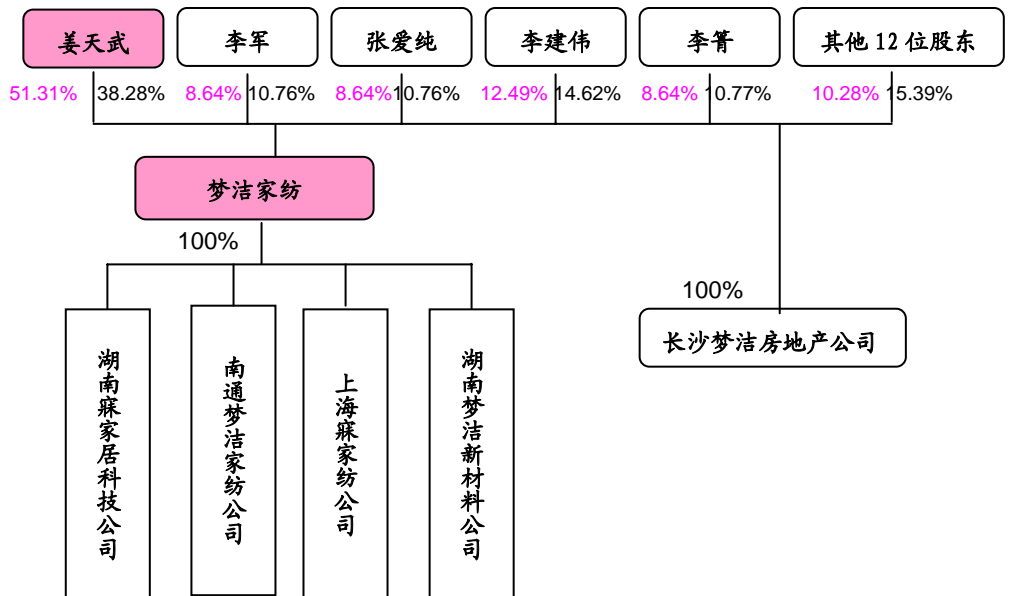 姜天武
李军
张爱纯
李建伟
李箐
其他 12 位股东
51.31% 38.28%
8.64% 10.76%
8.64% 10.76%
12.49% 14.62%
8.64% 10.77%
10.28% 15.39%
梦洁家纺
100%
100%
长沙梦洁房地产公司
湖南寐家居科技公司
南通梦洁家纺公司
上海寐家纺公司
湖南梦洁新材料公司